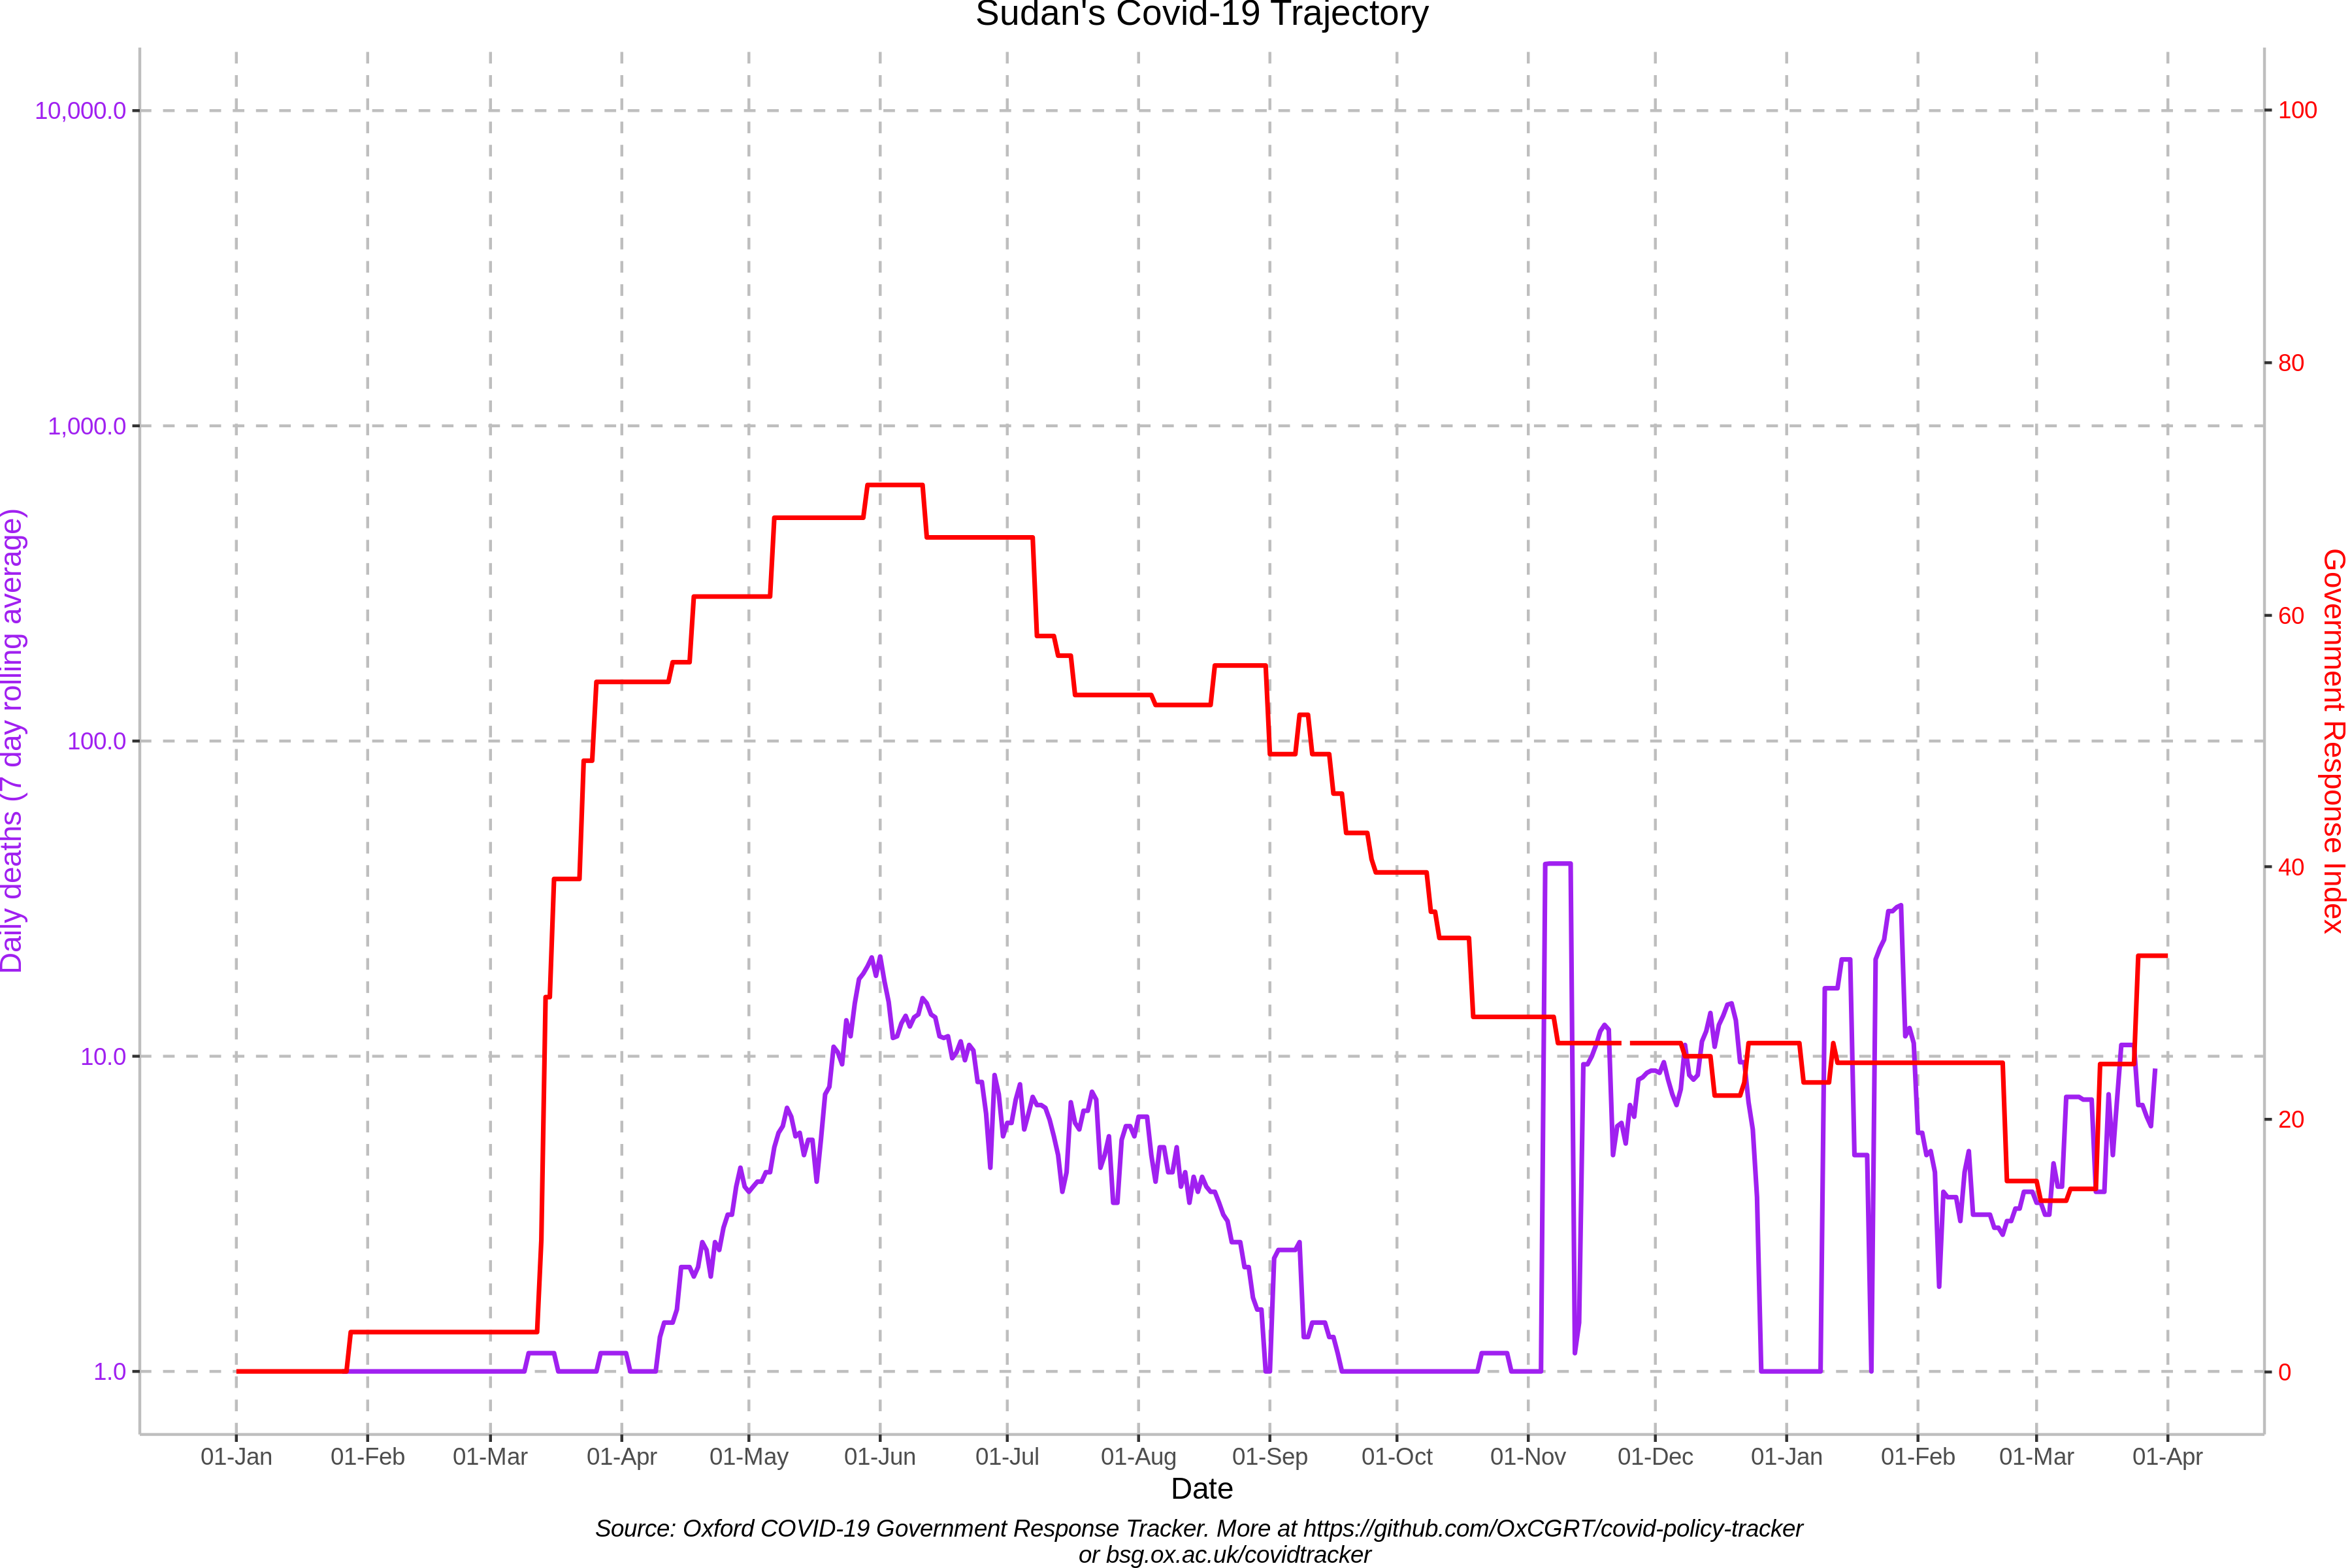 Sudan's Covid-19 Trajectory
10,000.0
1,000.0
100.0
10.0
1.0
Daily deaths (7 day rolling average)
100
80
60
40
20
0
Government Response Index
01-Jan 01-Feb 01-Mar 01-Apr 01-May 01-Jun 01-Jul 01-Aug 01-Sep 01-Oct 01-Nov 01-Dec 01-Jan 01-Feb 01-Mar 01-Apr
Date
Source: Oxford COVID-19 Government Response Tracker. More at https://github.com/OxCGRT/covid-policy-tracker
or bsg.ox.ac.uk/covidtracker